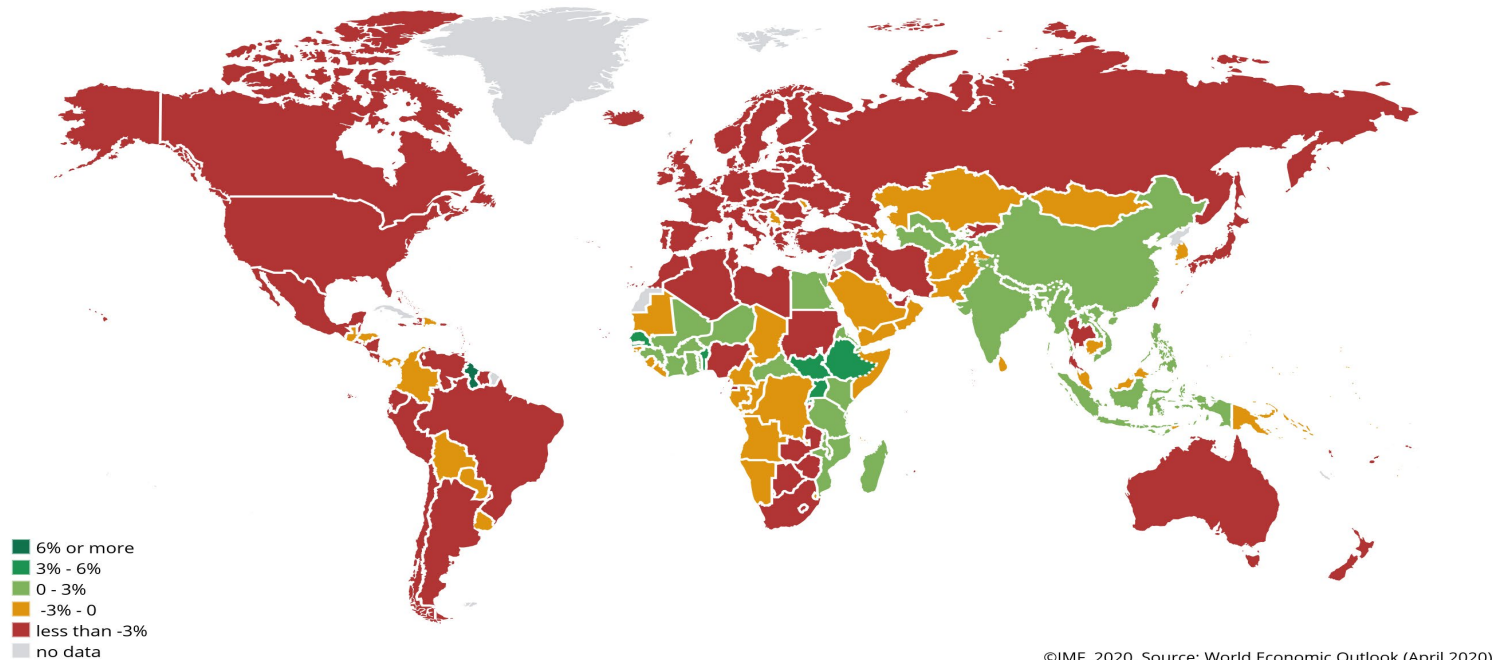 6% or more
3% - 6%
0 - 3%
-3% - 0
less than -3%
no data
©IMF, 2020, Source: World Economic Outlook (April 2020)